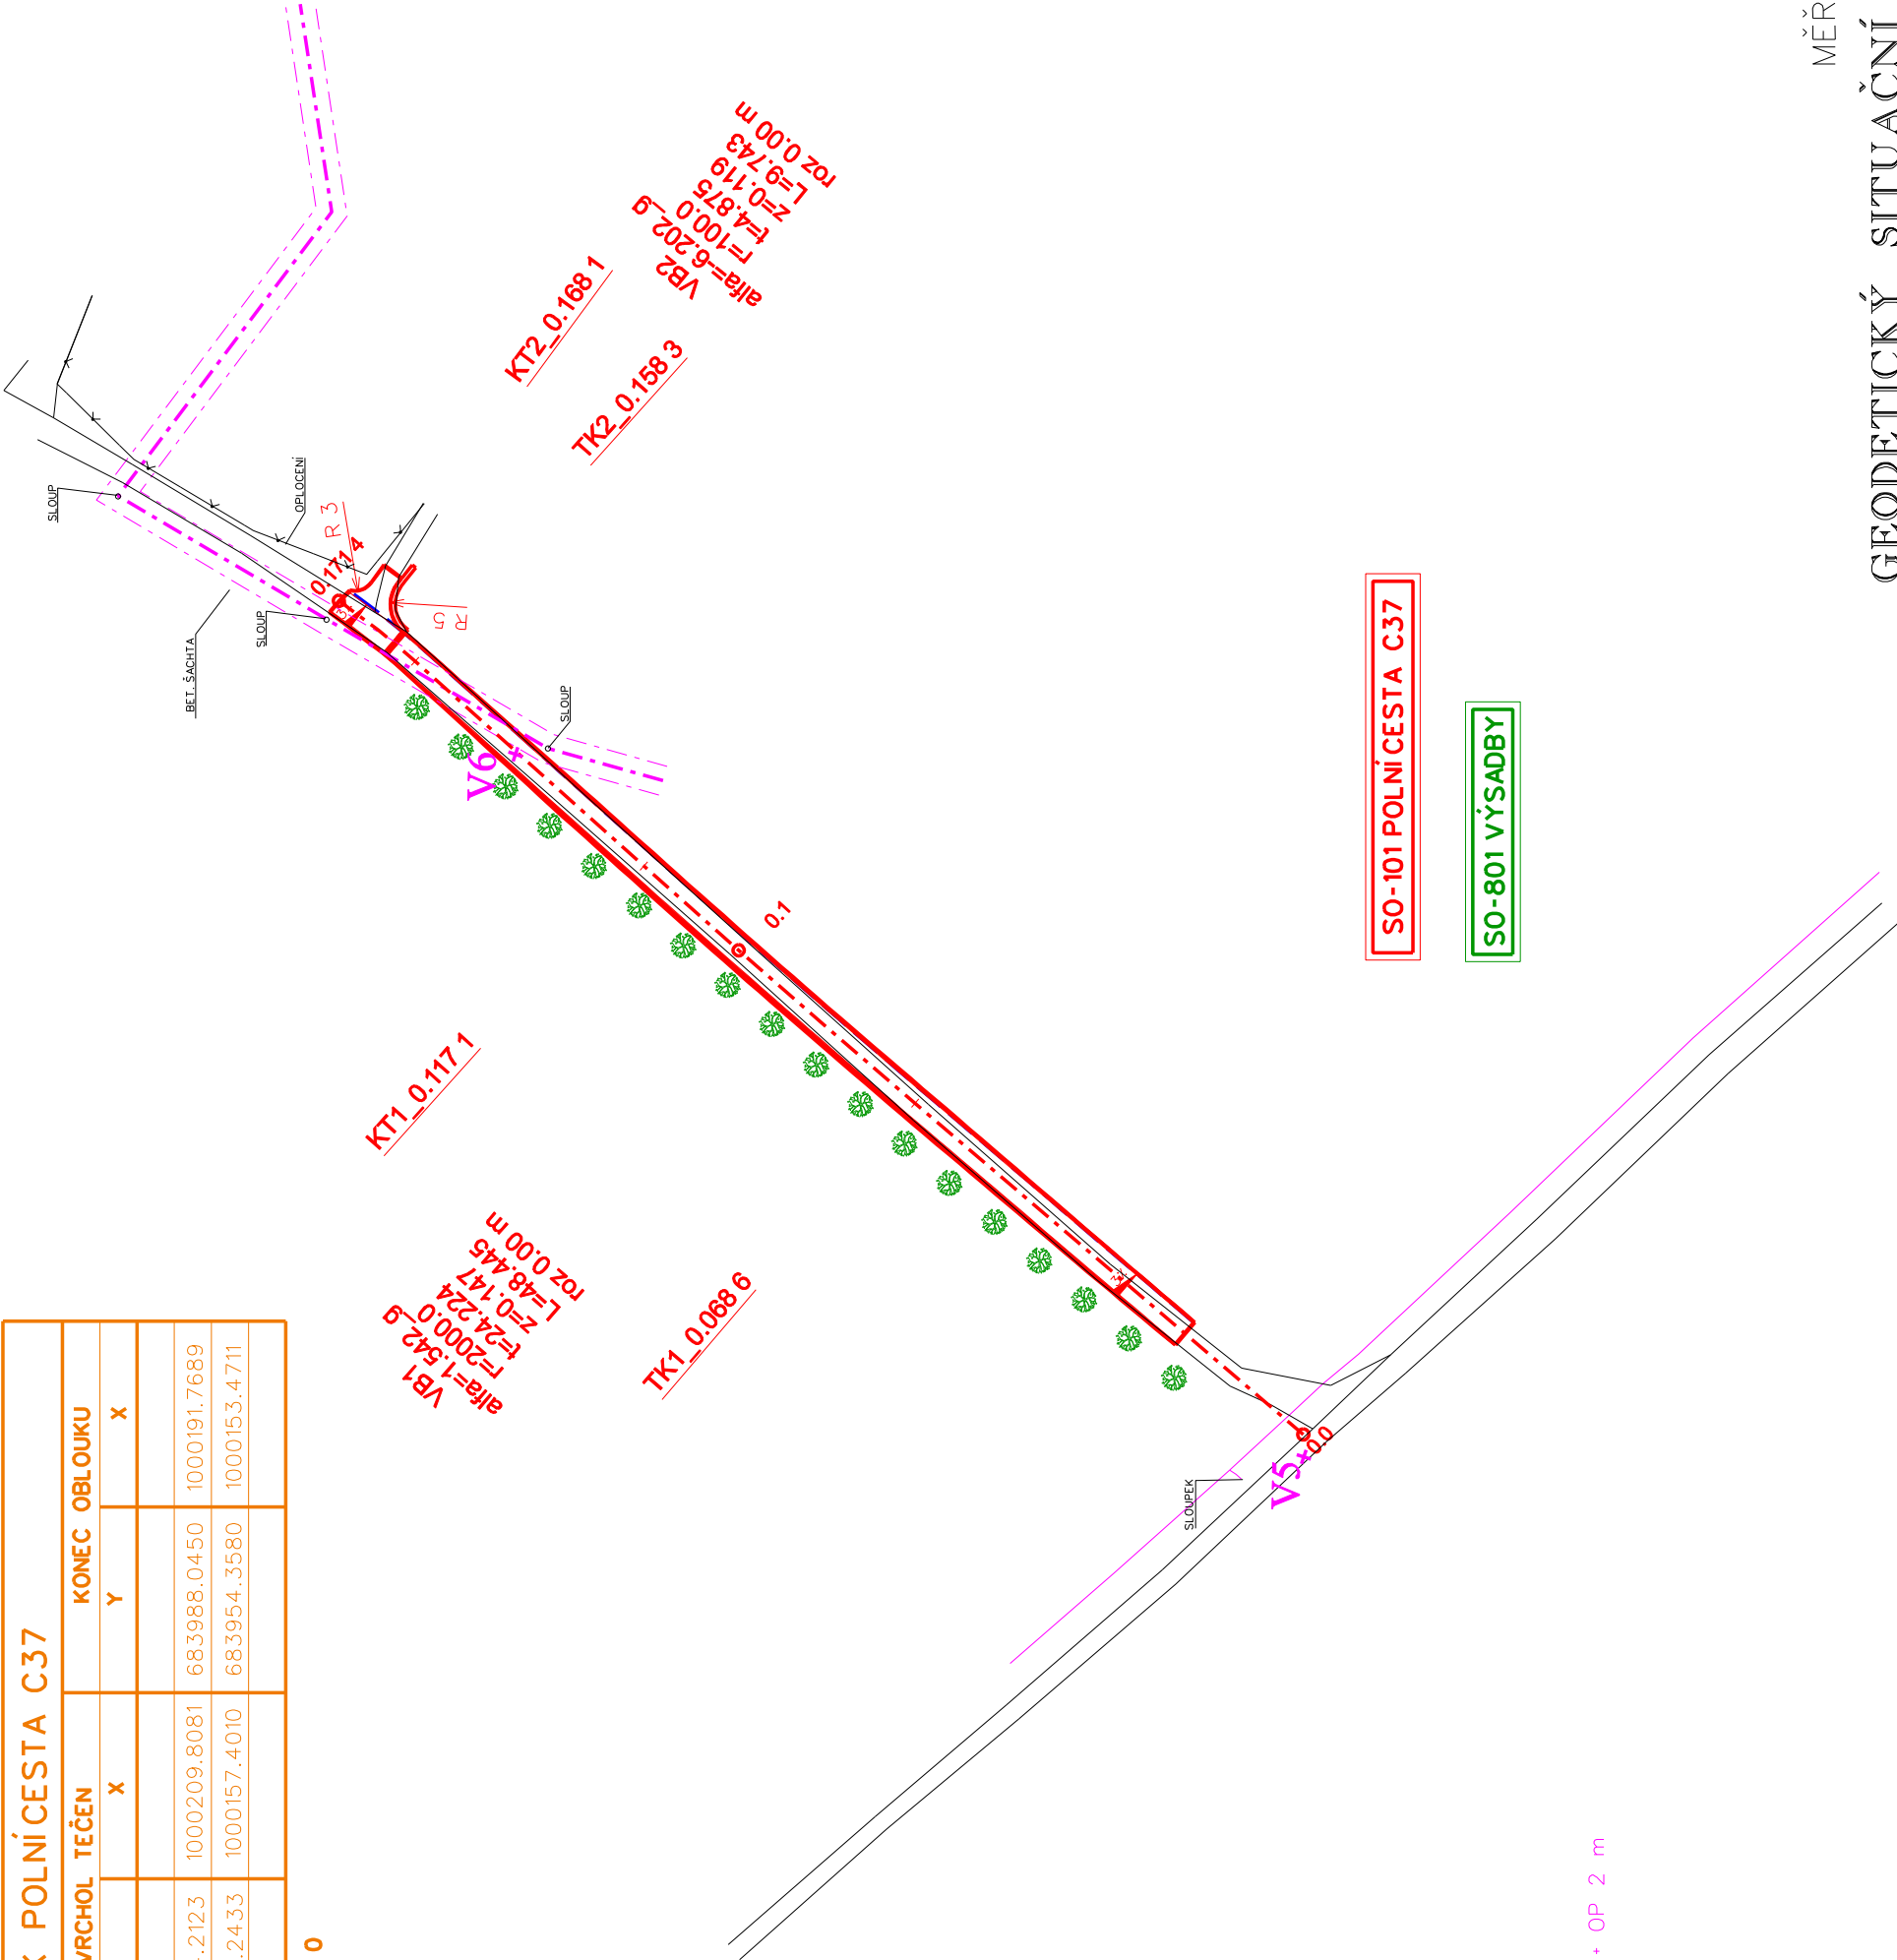 POLNÍ CESTA C37
VRCHOL TEČEN
KONEC OBLOUKU
X
Y
X
.2123
1000209.8081
683988.0450
1000191.7689
.2433
1000157.4010
683954.3580
1000153.4711
0
VB1
alfa=1.542_g
r=2000.0
t=24.224
z=0.147
L=48.445
roz 0.00 m
TK1_0.068 6
KT1_0.117 1
VB2
alfa=-6.202_g
r=100.0
t=4.875
z=0.119
L=9.743
roz 0.00 m
TK2_0.158 3
KT2_0.168 1
SLOUP
OPLOCENÍ
BET. ŠACHTA
SLOUP
SLOUP
SLOUPEK
R 3
R 5
0.171 4
3
V6
0.1
3
0.0
V5
SO-101 POLNÍ CESTA C37
SO-801 VÝSADBY
+ OP 2 m
MĚŘ
GEODETICKÝ SITUAČNÍ